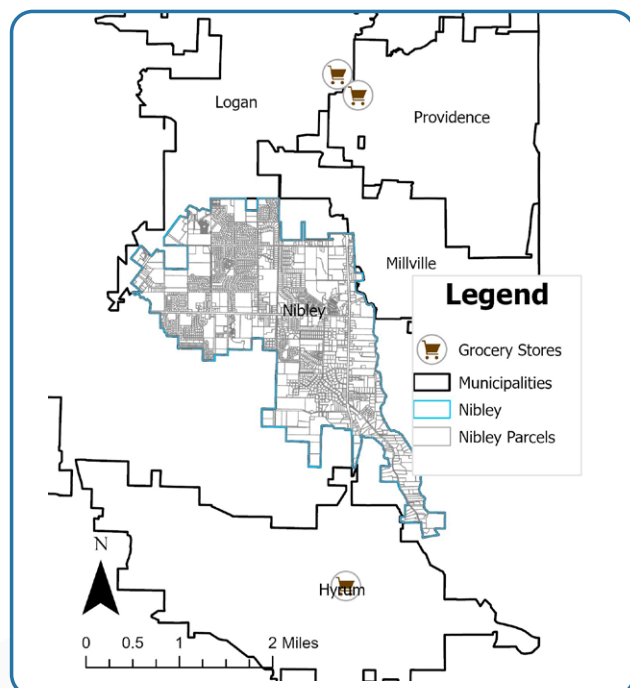 Logan
Providence
Millville
Nibley
Legend
Grocery Stores
Municipalities
Nibley
Nibley Parcels
N
Hyrum
0 0.5 1 2 Miles